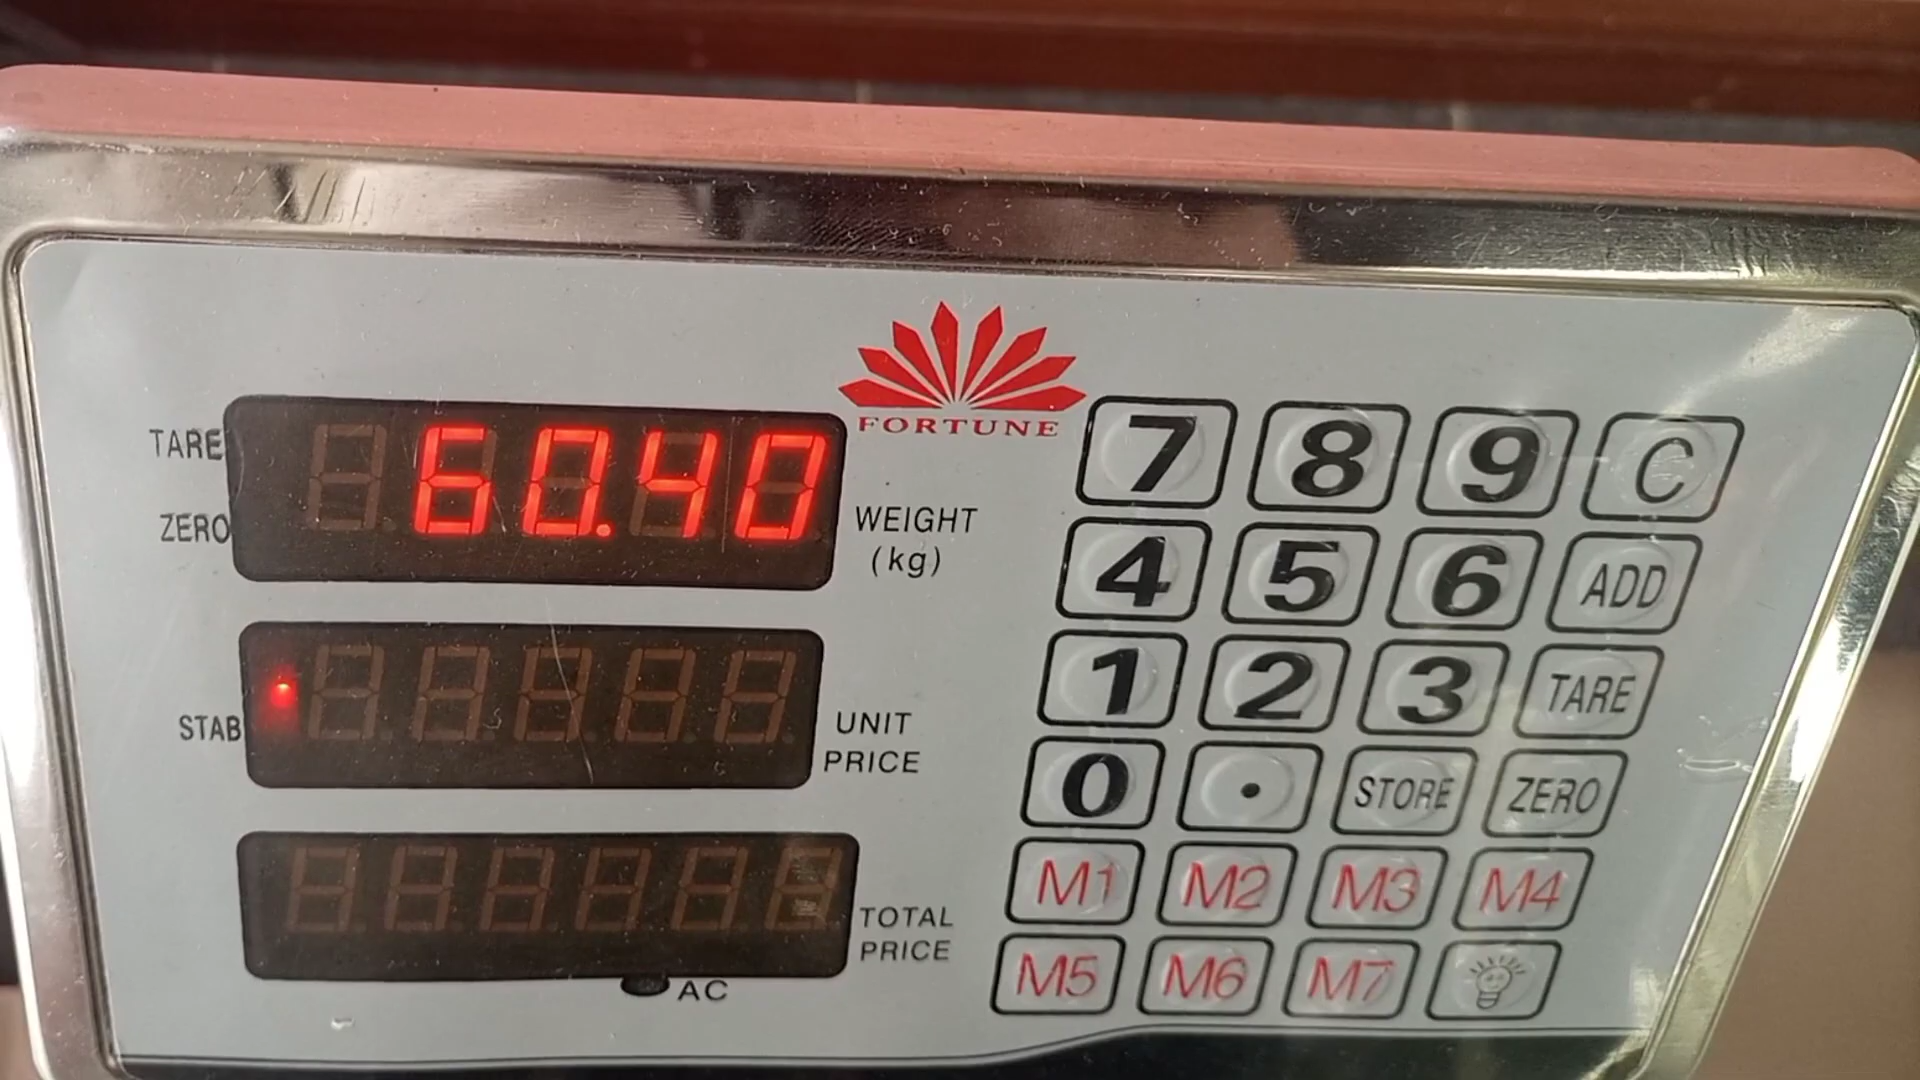 FORTUNE
TARE
ZERO
60.40
WEIGHT
(kg)
STAB
UNIT
PRICE
TOTAL
PRICE
AC
7 8 9 C
4 5 6 ADD
1 2 3 TARE
0 . STORE ZERO
M1 M2 M3 M4
M5 M6 M7